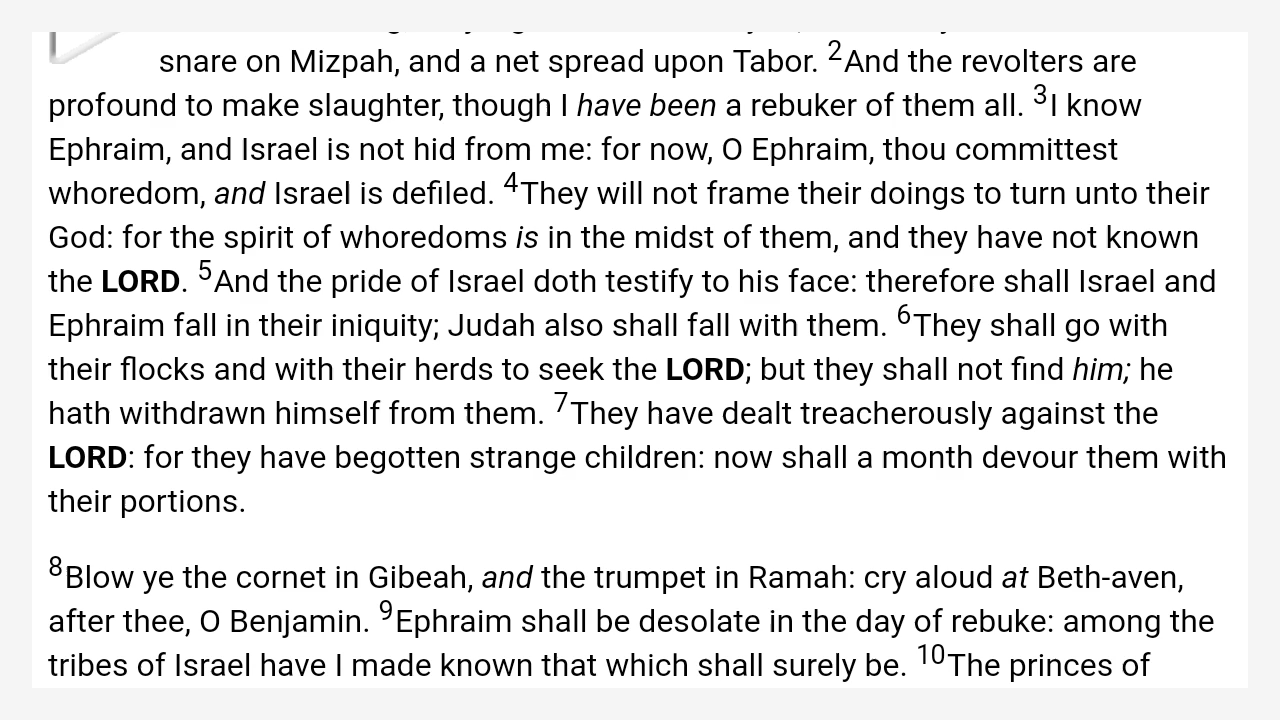 snare on Mizpah, and a net spread upon Tabor. 2And the revolters are
profound to make slaughter, though I have been a rebuker of them all. 3I know
Ephraim, and Israel is not hid from me: for now, O Ephraim, thou committest
whoredom, and Israel is defiled. 4They will not frame their doings to turn unto their
God: for the spirit of whoredoms is in the midst of them, and they have not known
the LORD. 5And the pride of Israel doth testify to his face: therefore shall Israel and
Ephraim fall in their iniquity; Judah also shall fall with them. 6They shall go with
their flocks and with their herds to seek the LORD; but they shall not find him; he
hath withdrawn himself from them. 7They have dealt treacherously against the
LORD: for they have begotten strange children: now shall a month devour them with
their portions.
8Blow ye the cornet in Gibeah, and the trumpet in Ramah: cry aloud at Beth-aven,
after thee, O Benjamin. 9Ephraim shall be desolate in the day of rebuke: among the
tribes of Israel have I made known that which shall surely be. 10The princes of